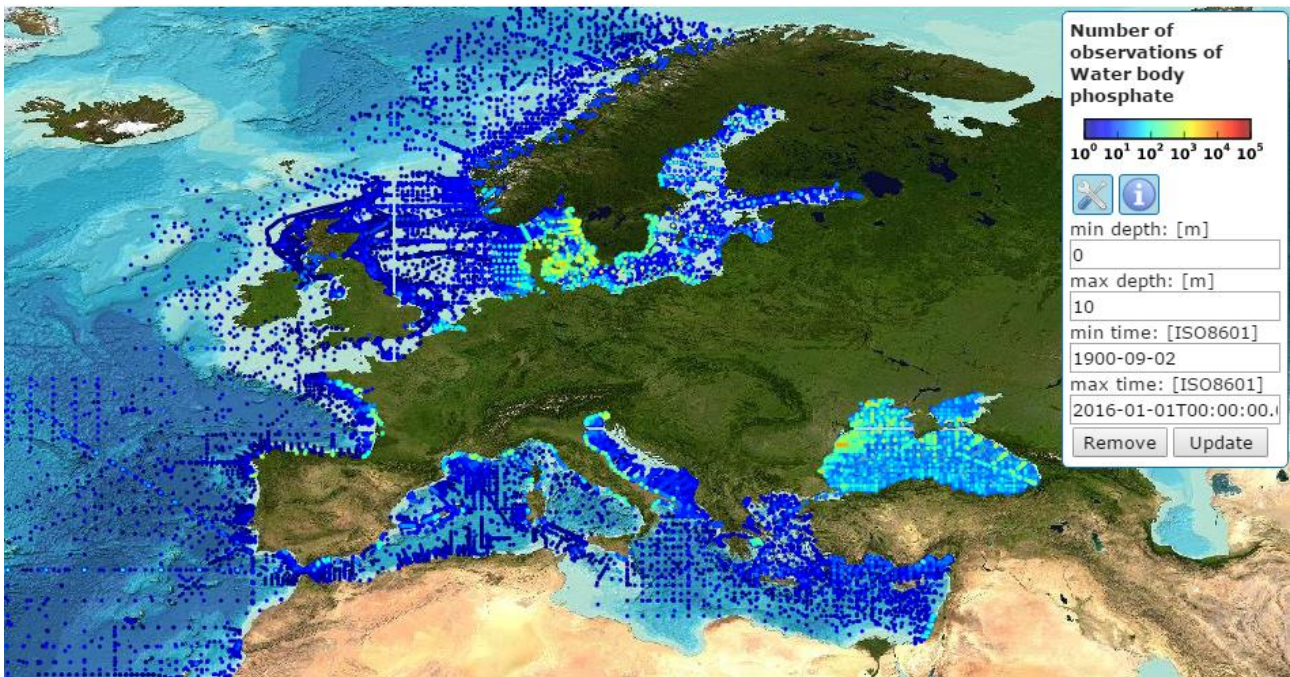 Number of
observations of
Water body
phosphate
10⁰ 10¹ 10² 10³ 10⁴ 10⁵
min depth: [m]
0
max depth: [m]
10
min time: [ISO8601]
1900-09-02
max time: [ISO8601]
2016-01-01T00:00:00.
Remove Update